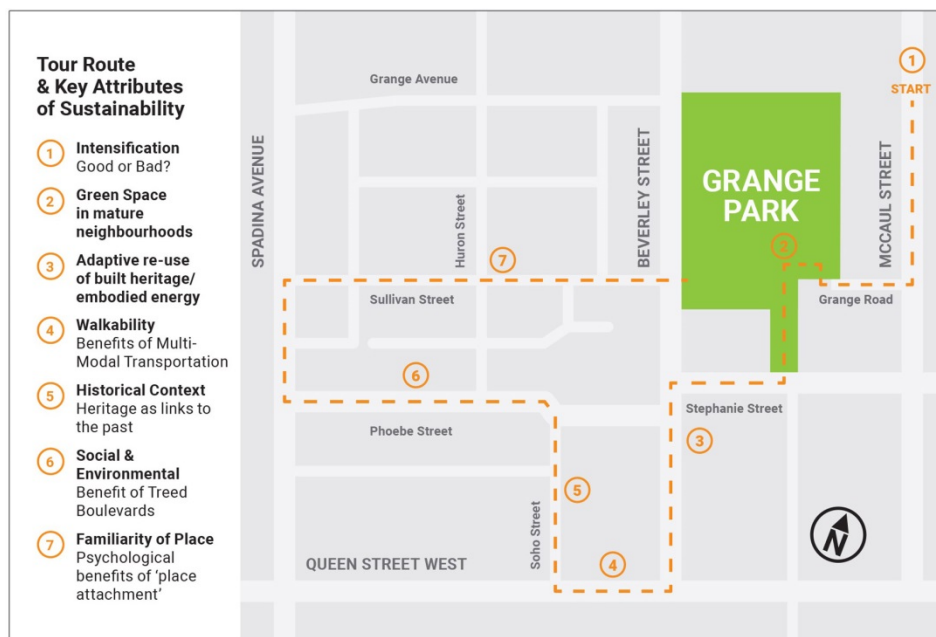 Tour Route
& Key Attributes
of Sustainability
1 Intensification
Good or Bad?
2 Green Space
in mature
neighbourhoods
3 Adaptive re-use
of built heritage/
embodied energy
4 Walkability
Benefits of Multi-
Modal Transportation
5 Historical Context
Heritage as links to
the past
6 Social &
Environmental
Benefit of Treed
Boulevards
7 Familiarity of Place
Psychological
benefits of ‘place
attachment’
1
START
Grange Avenue
SPADINA AVENUE
Huron Street
BEVERLEY STREET
GRANGE
PARK
MCCAUL STREET
2
7
Sullivan Street
Grange Road
6
Phoebe Street
Stephanie Street
3
5
Soho Street
QUEEN STREET WEST
4
N